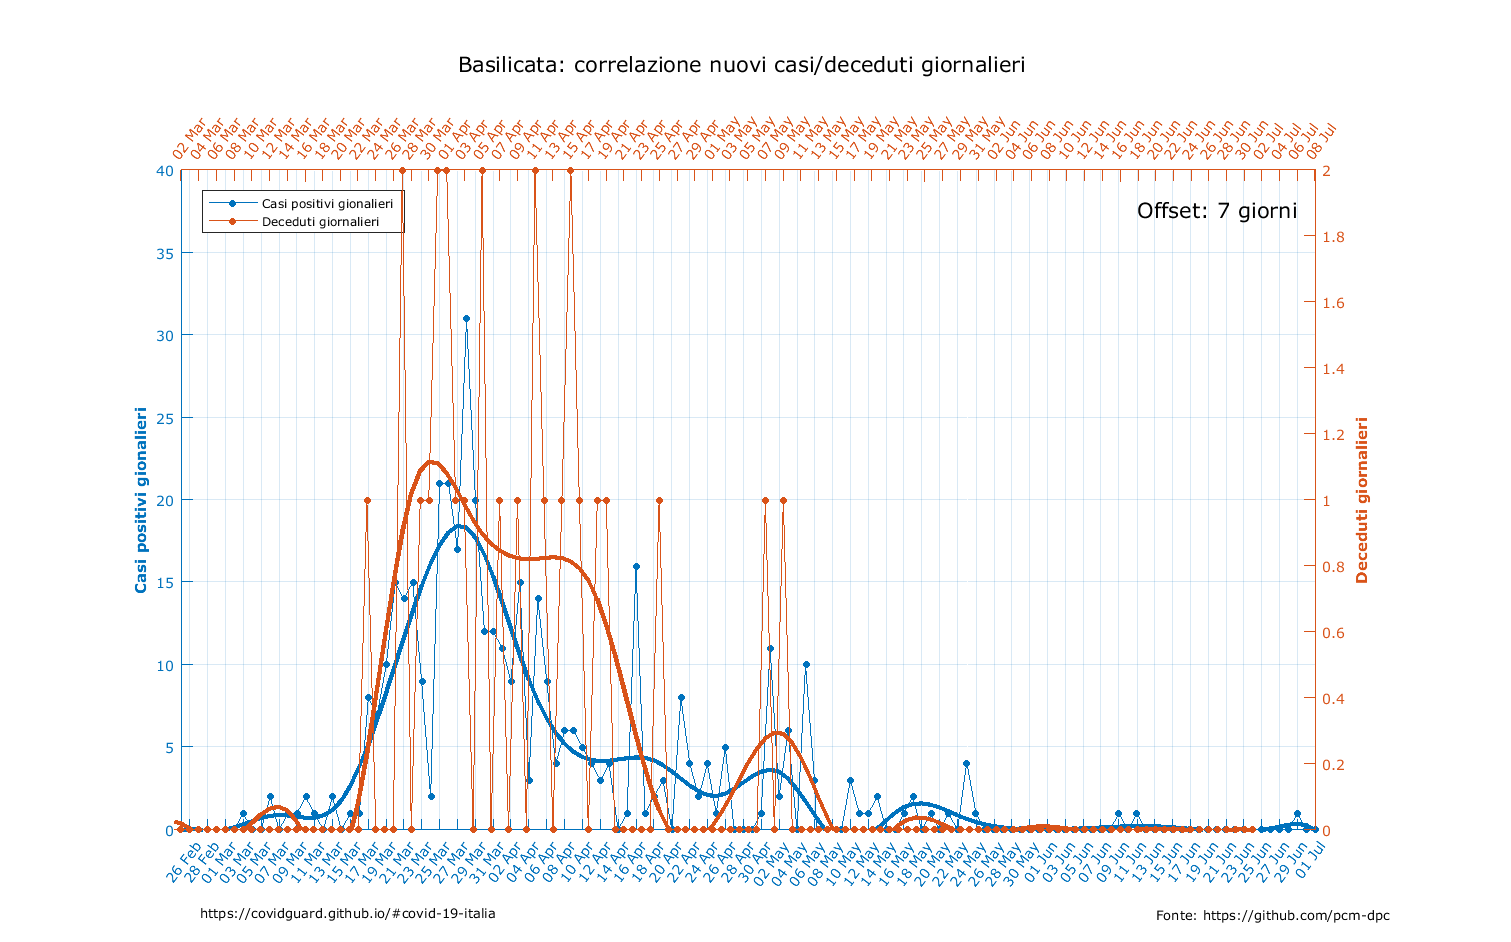 Basilicata: correlazione nuovi casi/deceduti giornalieri
02 Mar
04 Mar
06 Mar
08 Mar
10 Mar
12 Mar
14 Mar
16 Mar
18 Mar
20 Mar
22 Mar
24 Mar
26 Mar
28 Mar
30 Mar
01 Apr
03 Apr
05 Apr
07 Apr
09 Apr
11 Apr
13 Apr
15 Apr
17 Apr
19 Apr
21 Apr
23 Apr
25 Apr
27 Apr
29 Apr
01 May
03 May
05 May
07 May
09 May
11 May
13 May
15 May
17 May
19 May
21 May
23 May
25 May
27 May
29 May
31 May
02 Jun
04 Jun
06 Jun
08 Jun
10 Jun
12 Jun
14 Jun
16 Jun
18 Jun
20 Jun
22 Jun
24 Jun
26 Jun
28 Jun
30 Jun
02 Jul
04 Jul
06 Jul
08 Jul
Casi positivi gionalieri
Deceduti giornalieri
Offset: 7 giorni
40
35
30
25
20
15
10
5
0
Casi positivi gionalieri
2
1.8
1.6
1.4
1.2
1
0.8
0.6
0.4
0.2
0
Deceduti giornalieri
26 Feb
28 Feb
01 Mar
03 Mar
05 Mar
07 Mar
09 Mar
11 Mar
13 Mar
15 Mar
17 Mar
19 Mar
21 Mar
23 Mar
25 Mar
27 Mar
29 Mar
31 Mar
02 Apr
04 Apr
06 Apr
08 Apr
10 Apr
12 Apr
14 Apr
16 Apr
18 Apr
20 Apr
22 Apr
24 Apr
26 Apr
28 Apr
30 Apr
02 May
04 May
06 May
08 May
10 May
12 May
14 May
16 May
18 May
20 May
22 May
24 May
26 May
28 May
30 May
01 Jun
03 Jun
05 Jun
07 Jun
09 Jun
11 Jun
13 Jun
15 Jun
17 Jun
19 Jun
21 Jun
23 Jun
25 Jun
27 Jun
29 Jun
01 Jul
https://covidguard.github.io/#covid-19-italia
Fonte: https://github.com/pcm-dpc